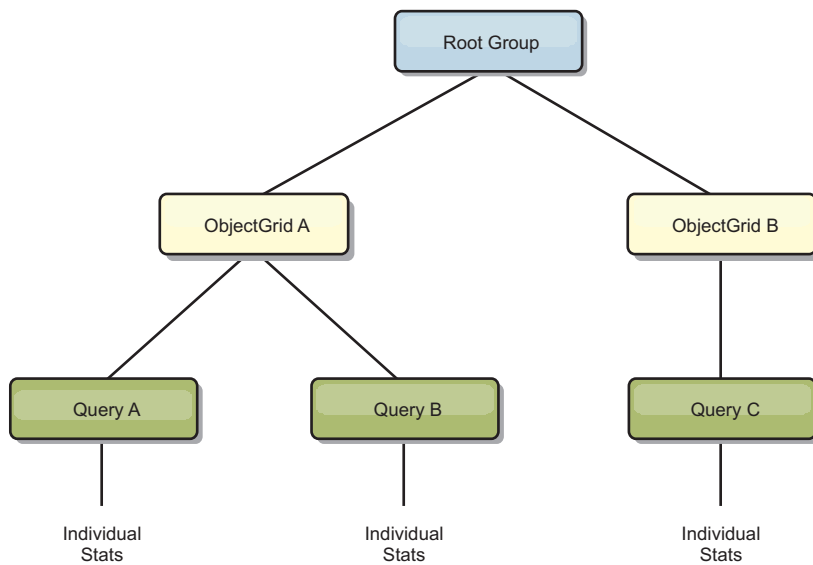 Root Group
ObjectGrid A
ObjectGrid B
Query A
Query B
Query C
Individual
Stats
Individual
Stats
Individual
Stats